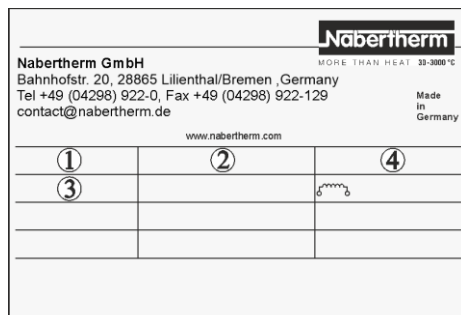 Nabertherm
MORE THAN HEAT 30-3000 °C
Nabertherm GmbH
Bahnhofstr. 20, 28865 Lilienthal/Bremen ,Germany
Tel +49 (04298) 922-0, Fax +49 (04298) 922-129
contact@nabertherm.de
Made
in
Germany
www.nabertherm.com
① ② ④
③